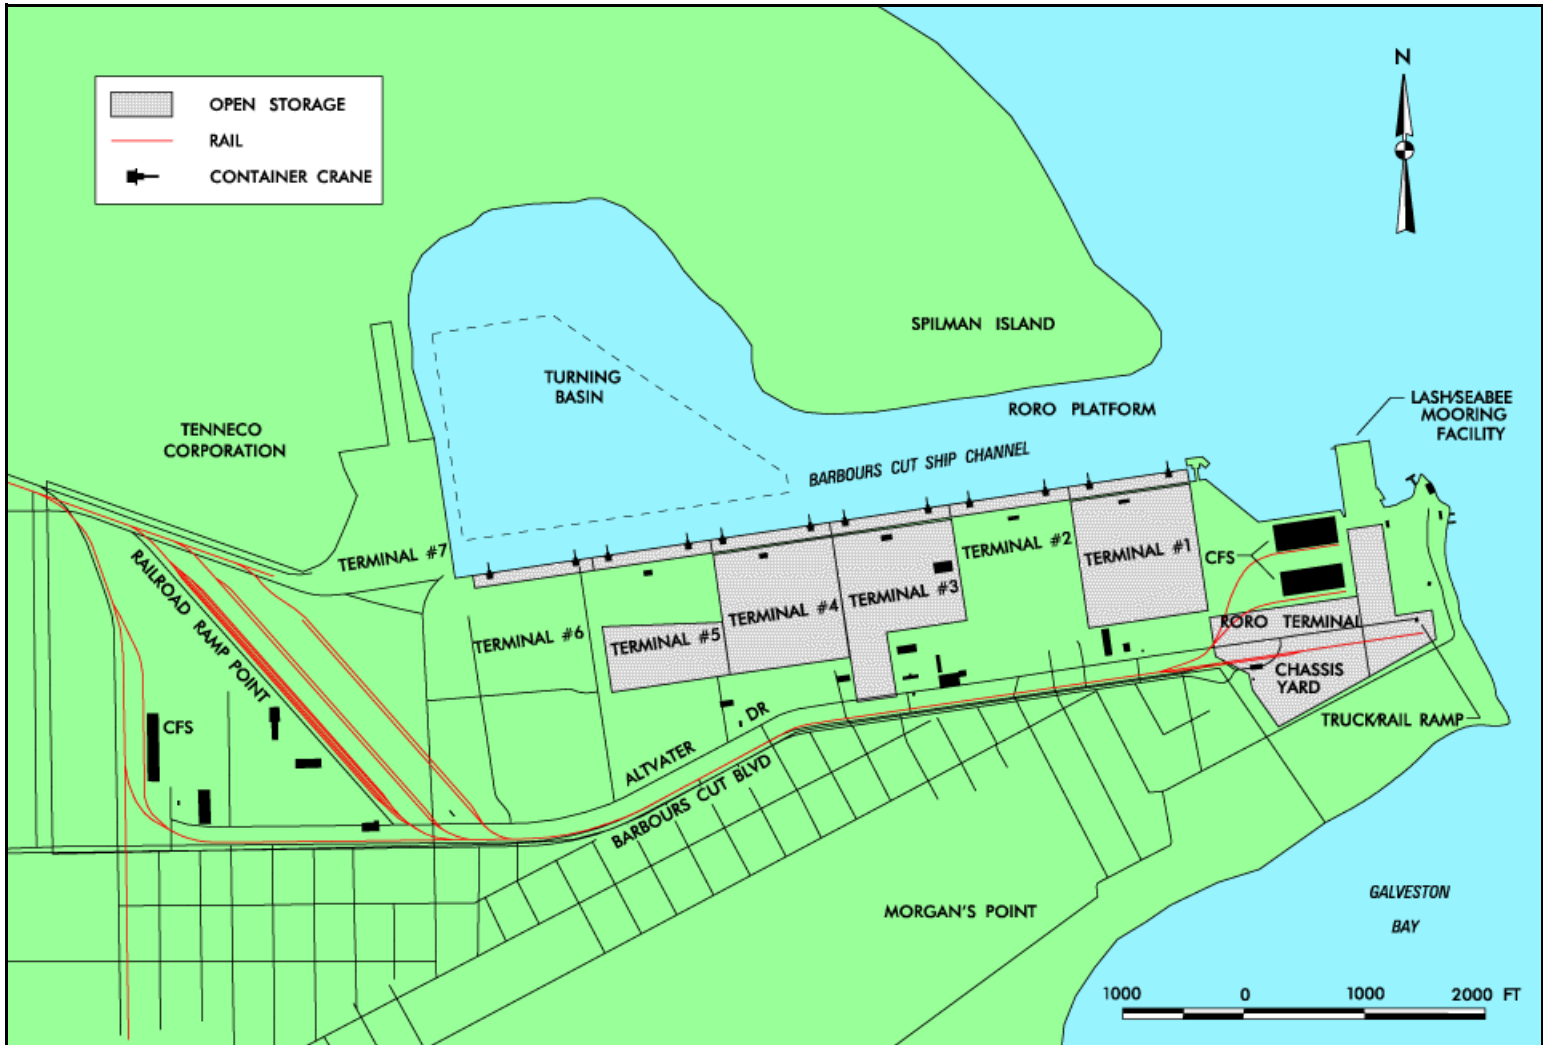 N
OPEN STORAGE
RAIL
CONTAINER CRANE
SPILMAN ISLAND
TURNING
BASIN
RORO PLATFORM
LASH/SEABEE
MOORING
FACILITY
TENNECO
CORPORATION
BARBOURS CUT SHIP CHANNEL
TERMINAL #7
TERMINAL #6
TERMINAL #5
TERMINAL #4
TERMINAL #3
TERMINAL #2
TERMINAL #1
CFS
RORO TERMINAL
CHASSIS
YARD
TRUCK/RAIL RAMP
RAILROAD RAMP POINT
CFS
ALTVATER DR
BARBOURS CUT BLVD
MORGAN'S POINT
GALVESTON
BAY
1000 0 1000 2000 FT